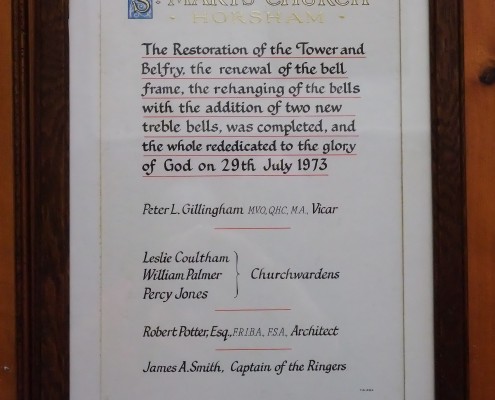 ST. MARY'S CHURCH
· HORSHAM ·
The Restoration of the Tower and
Belfry, the renewal of the bell
frame, the rehanging of the bells
with the addition of two new
treble bells, was completed, and
the whole rededicated to the glory
of God on 29th July 1973
Peter L. Gillingham MVO, QHC, M.A., Vicar
Leslie Coultham
William Palmer } Churchwardens
Percy Jones
Robert Potter, Esq., F.R.I.B.A., F.S.A., Architect
James A. Smith, Captain of the Ringers